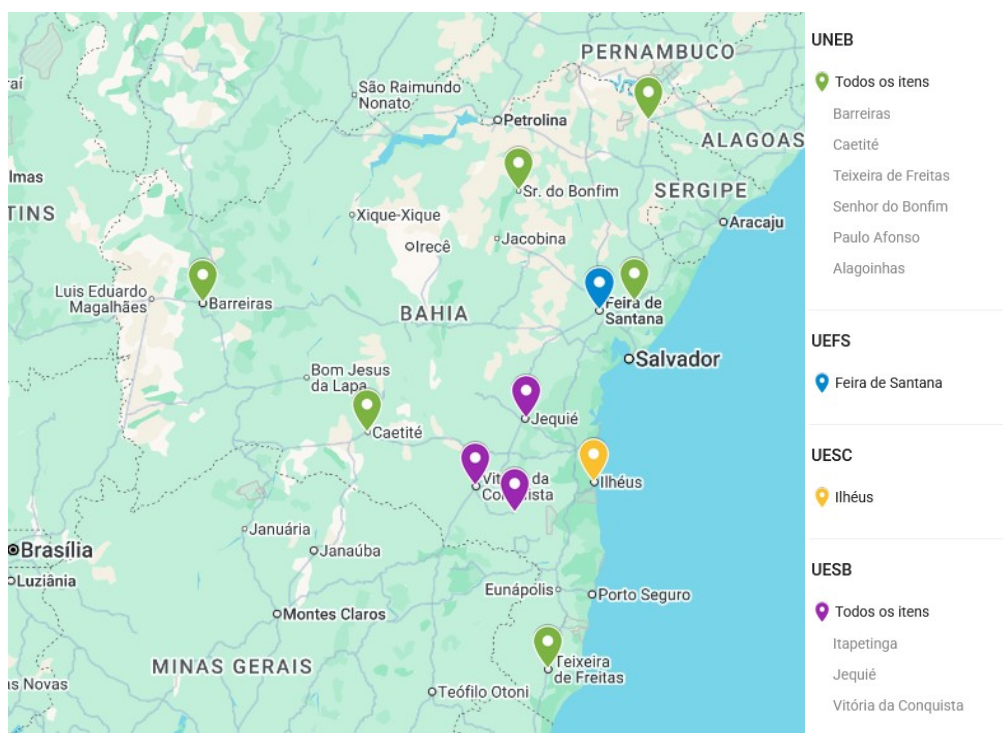 PERNAMBUCO
São Raimundo
Nonato
Petrolina
ALAGOAS
Sr. do Bonfim
SERGIPE
TINS
Xique-Xique
Aracaju
Jacobina
Irecê
Luis Eduardo
Magalhães
Barreiras
Feira de
Santana
BAHIA
Salvador
Bom Jesus
da Lapa
Jequié
Caetité
Ilhéus
Januária
Brasília
Janaúba
Luziânia
Eunápolis
Porto Seguro
Montes Claros
MINAS GERAIS
Teixeira
de Freitas
as Novas
Teófilo Otoni
UNEB
Todos os itens
Barreiras
Caetité
Teixeira de Freitas
Senhor do Bonfim
Paulo Afonso
Alagoinhas
UEFS
Feira de Santana
UESC
Ilhéus
UESB
Todos os itens
Itapetinga
Jequié
Vitória da Conquista